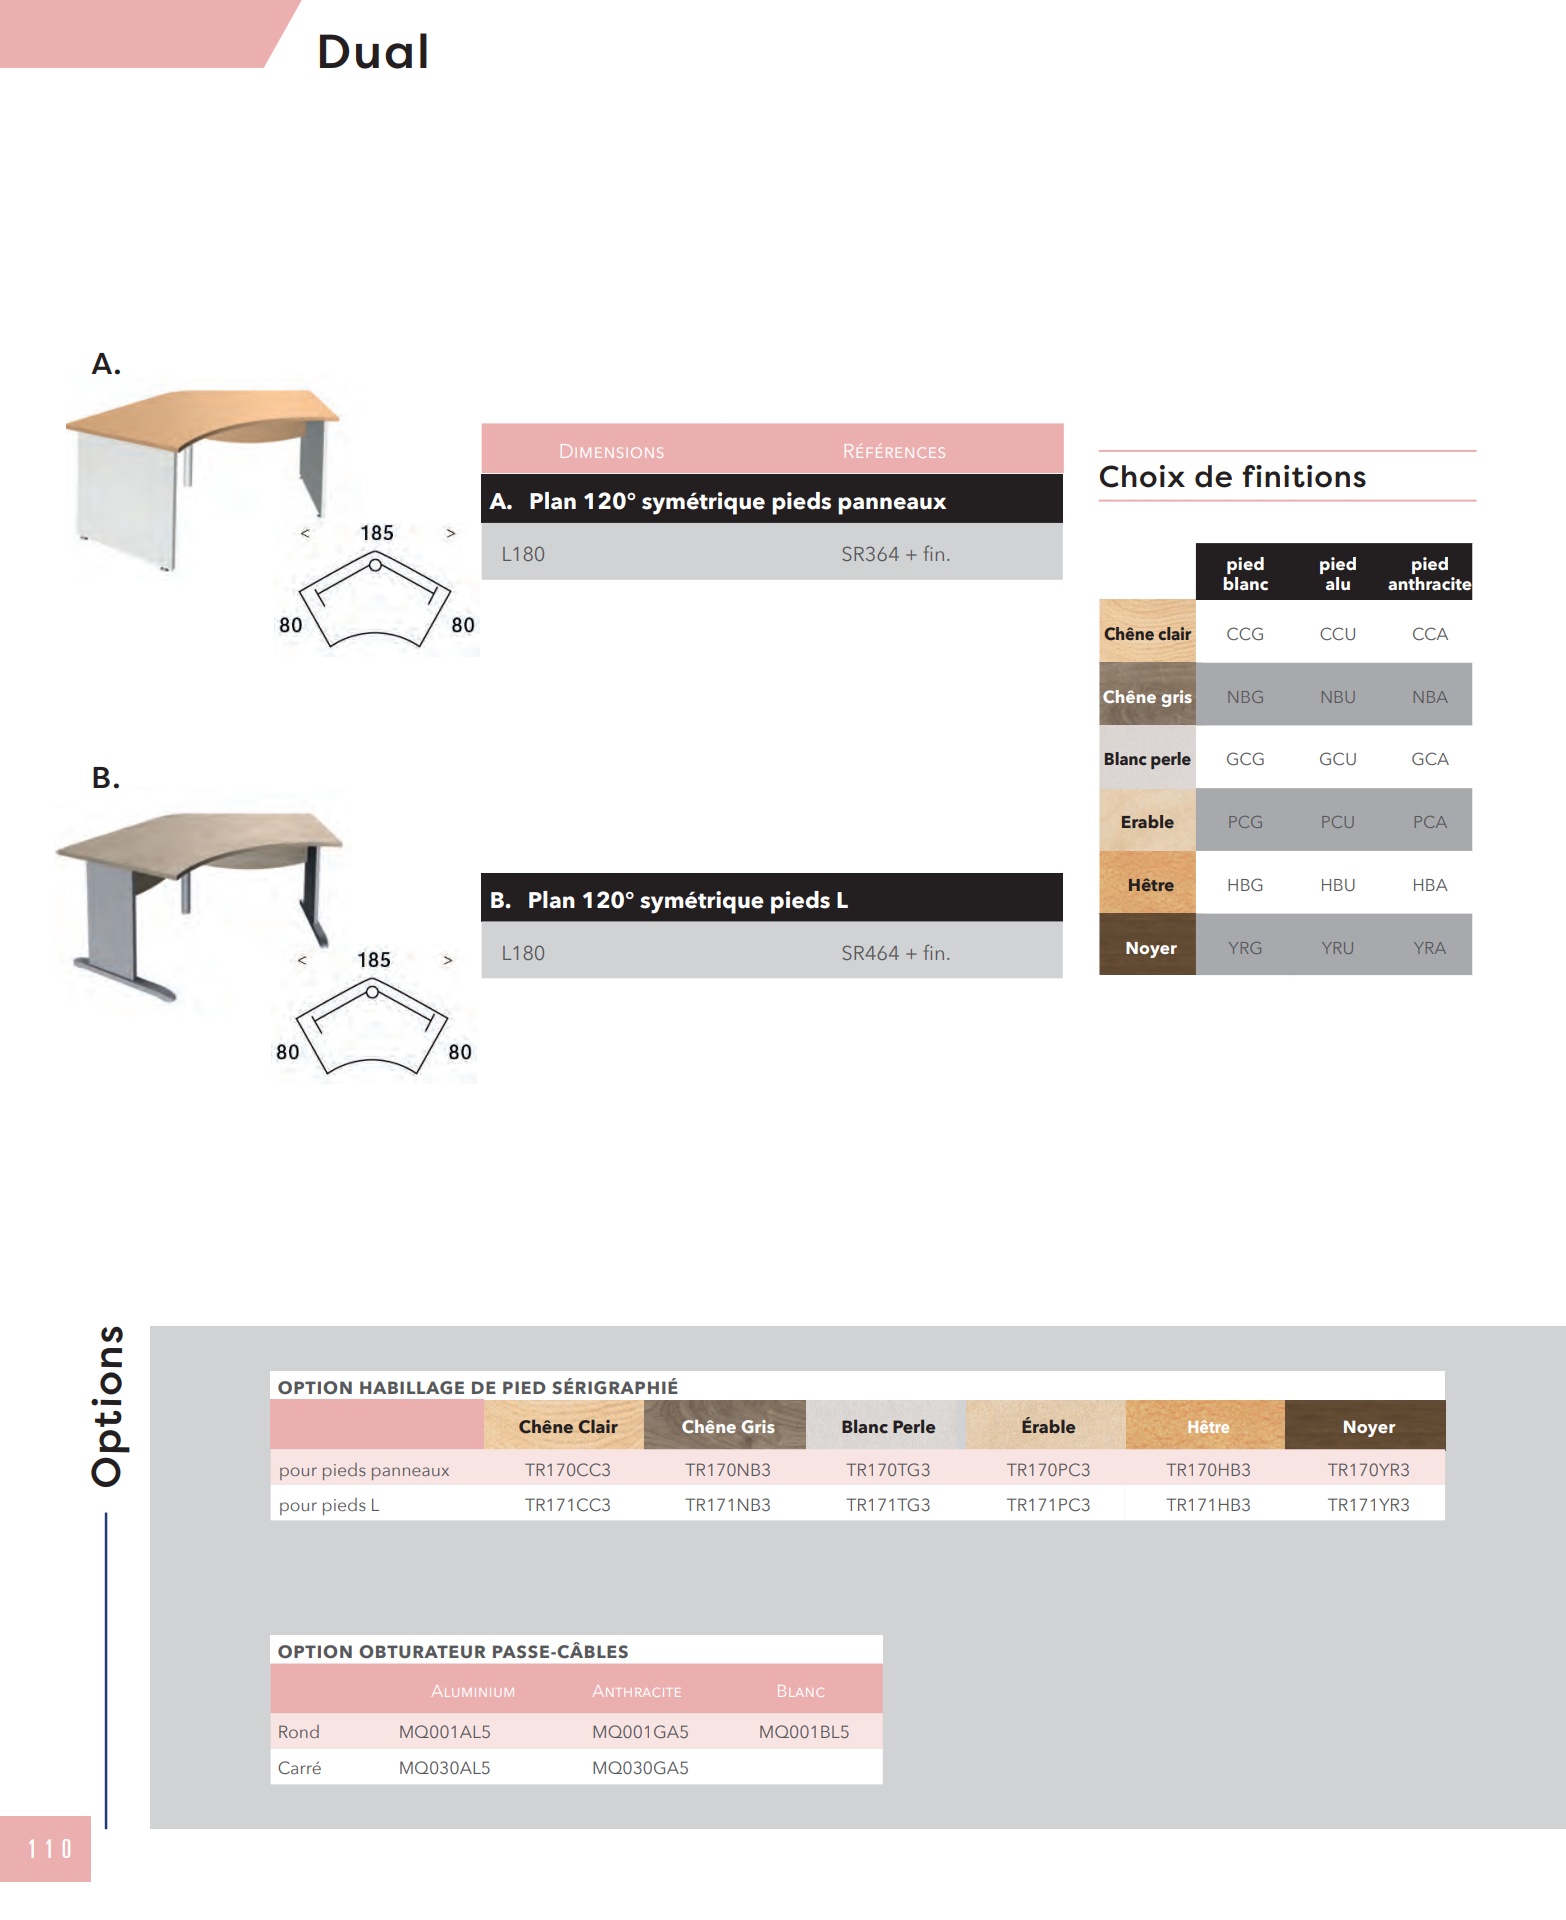 Dual
A.
< 185 >
80 80
DIMENSIONS RÉFÉRENCES
A. Plan 120° symétrique pieds panneaux
L180 SR364 + fin.
B.
< 185 >
80 80
B. Plan 120° symétrique pieds L
L180 SR464 + fin.
Choix de finitions
pied blanc pied alu pied anthracite
Chêne clair CCG CCU CCA
Chêne gris NBG NBU NBA
Blanc perle GCG GCU GCA
Erable PCG PCU PCA
Hêtre HBG HBU HBA
Noyer YRG YRU YRA
Options
OPTION HABILLAGE DE PIED SÉRIGRAPHIÉ
Chêne Clair Chêne Gris Blanc Perle Érable Hêtre Noyer
pour pieds panneaux TR170CC3 TR170NB3 TR170TG3 TR170PC3 TR170HB3 TR170YR3
pour pieds L TR171CC3 TR171NB3 TR171TG3 TR171PC3 TR171HB3 TR171YR3
OPTION OBTURATEUR PASSE-CÂBLES
ALUMINIUM ANTHRACITE BLANC
Rond MQ001AL5 MQ001GA5 MQ001BL5
Carré MQ030AL5 MQ030GA5
110